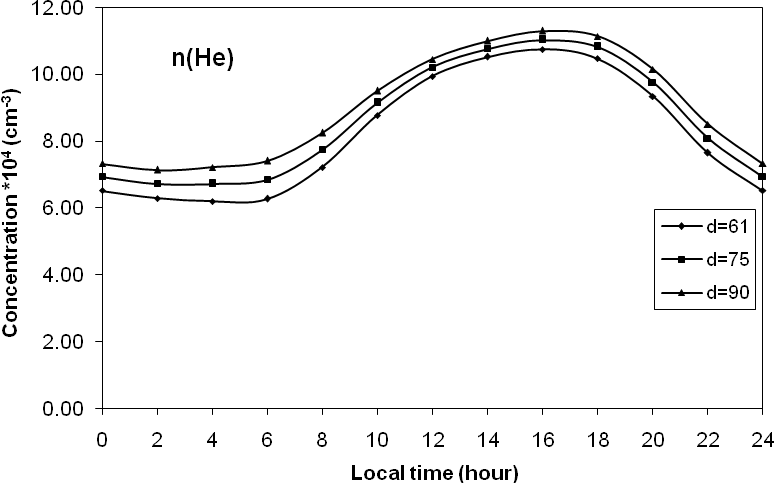 12.00
10.00
8.00
6.00
4.00
2.00
0.00
Concentration *10⁴ (cm⁻³)
n(He)
d=61
d=75
d=90
0 2 4 6 8 10 12 14 16 18 20 22 24
Local time (hour)